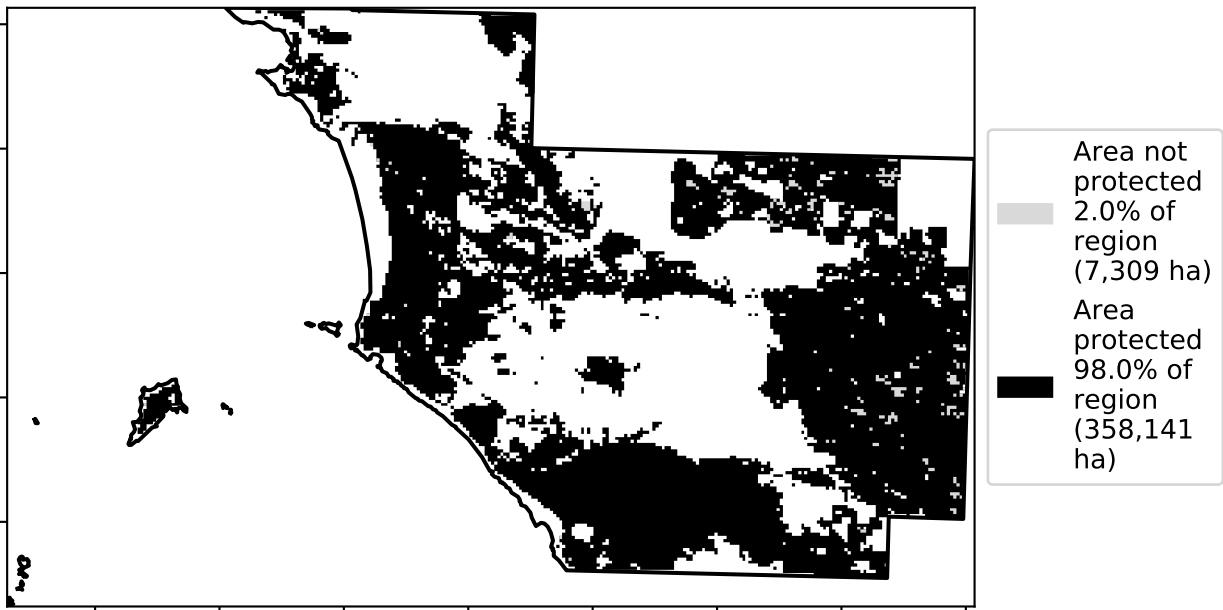 Area not
protected
2.0% of
region
(7,309 ha)
Area
protected
98.0% of
region
(358,141
ha)